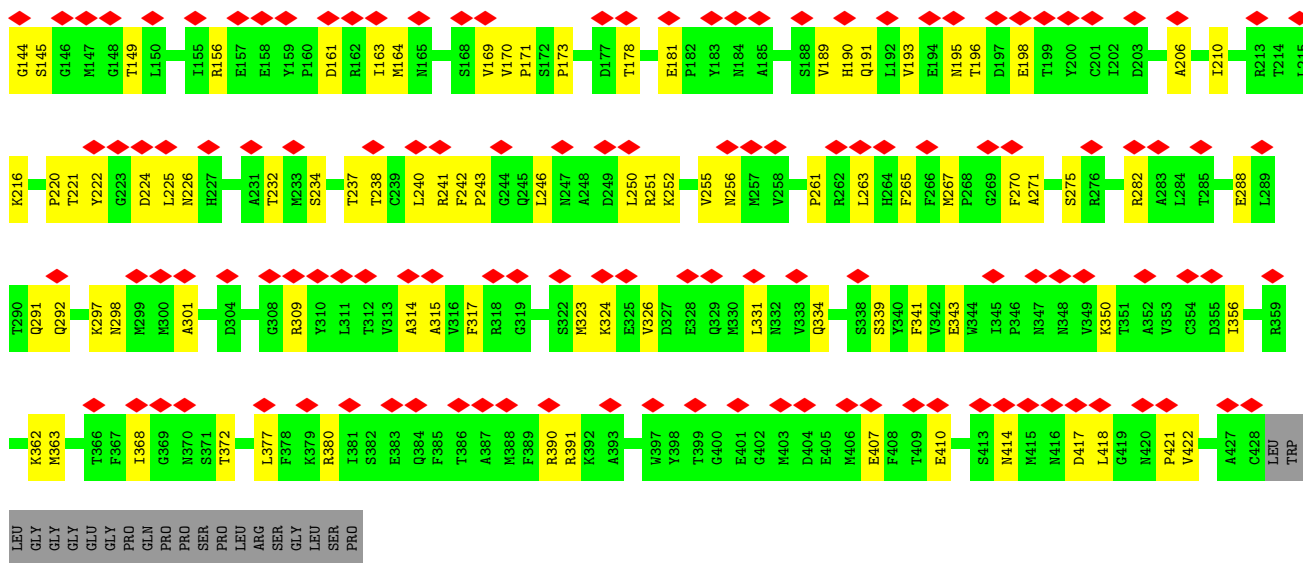 G144 S145 G146 M147 G148 T149 L150 I155 R156 E157 E158 Y159 P160 D161 R162 I163 M164 N165 S168 V169 V170 P171 S172 P173 D177 T178 E181 P182 Y183 N184 A185 S188 V189 H190 Q191 L192 V193 E194 N195 T196 D197 E198 T199 Y200 C201 I202 D203 A206 I210 R213 T214 L215
K216 P220 T221 Y222 G223 D224 L225 N226 H227 A231 T232 M233 S234 T237 T238 C239 L240 R241 F242 P243 G244 Q245 L246 N247 A248 D249 L250 R251 K252 V255 N256 M257 V258 P261 R262 L263 H264 F265 F266 M267 P268 G269 F270 A271 S275 R276 R282 A283 L284 T285 E288 L289
T290 Q291 Q292 K297 N298 M299 M300 A301 D304 G308 R309 Y310 L311 T312 V313 A314 A315 V316 F317 R318 G319 S322 M323 K324 E325 V326 D327 E328 Q329 M330 L331 N332 V333 Q334 S338 S339 Y340 F341 V342 E343 W344 I345 P346 N347 N348 V349 K350 T351 A352 V353 C354 D355 I356 R359
K362 M363 T366 F367 I368 G369 N370 S371 T372 L377 F378 K379 R380 I381 S382 E383 Q384 F385 T386 A387 M388 F389 R390 R391 K392 A393 W397 Y398 T399 G400 E401 G402 M403 D404 E405 M406 E407 F408 T409 E410 S413 N414 M415 N416 D417 L418 G419 N420 P421 V422 A427 C428 LEU TRP
LEU GLY GLY GLY GLU GLY PRO GLN PRO PRO SER PRO LEU ARG SER GLY LEU SER PRO